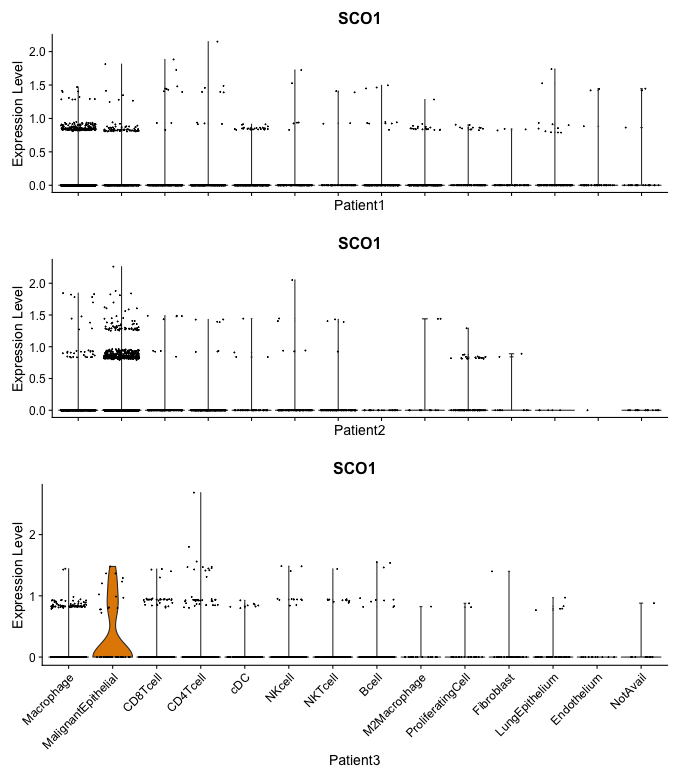 SCO1
Expression Level
2.0
1.5
1.0
0.5
0.0
Patient1
SCO1
Expression Level
2.0
1.5
1.0
0.5
0.0
Patient2
SCO1
Expression Level
2
1
0
Macrophage
MalignantEpithelial
CD8Tcell
CD4Tcell
cDC
NKcell
NKTcell
Bcell
M2Macrophage
ProliferatingCell
Fibroblast
LungEpithelium
Endothelium
NotAvail
Patient3